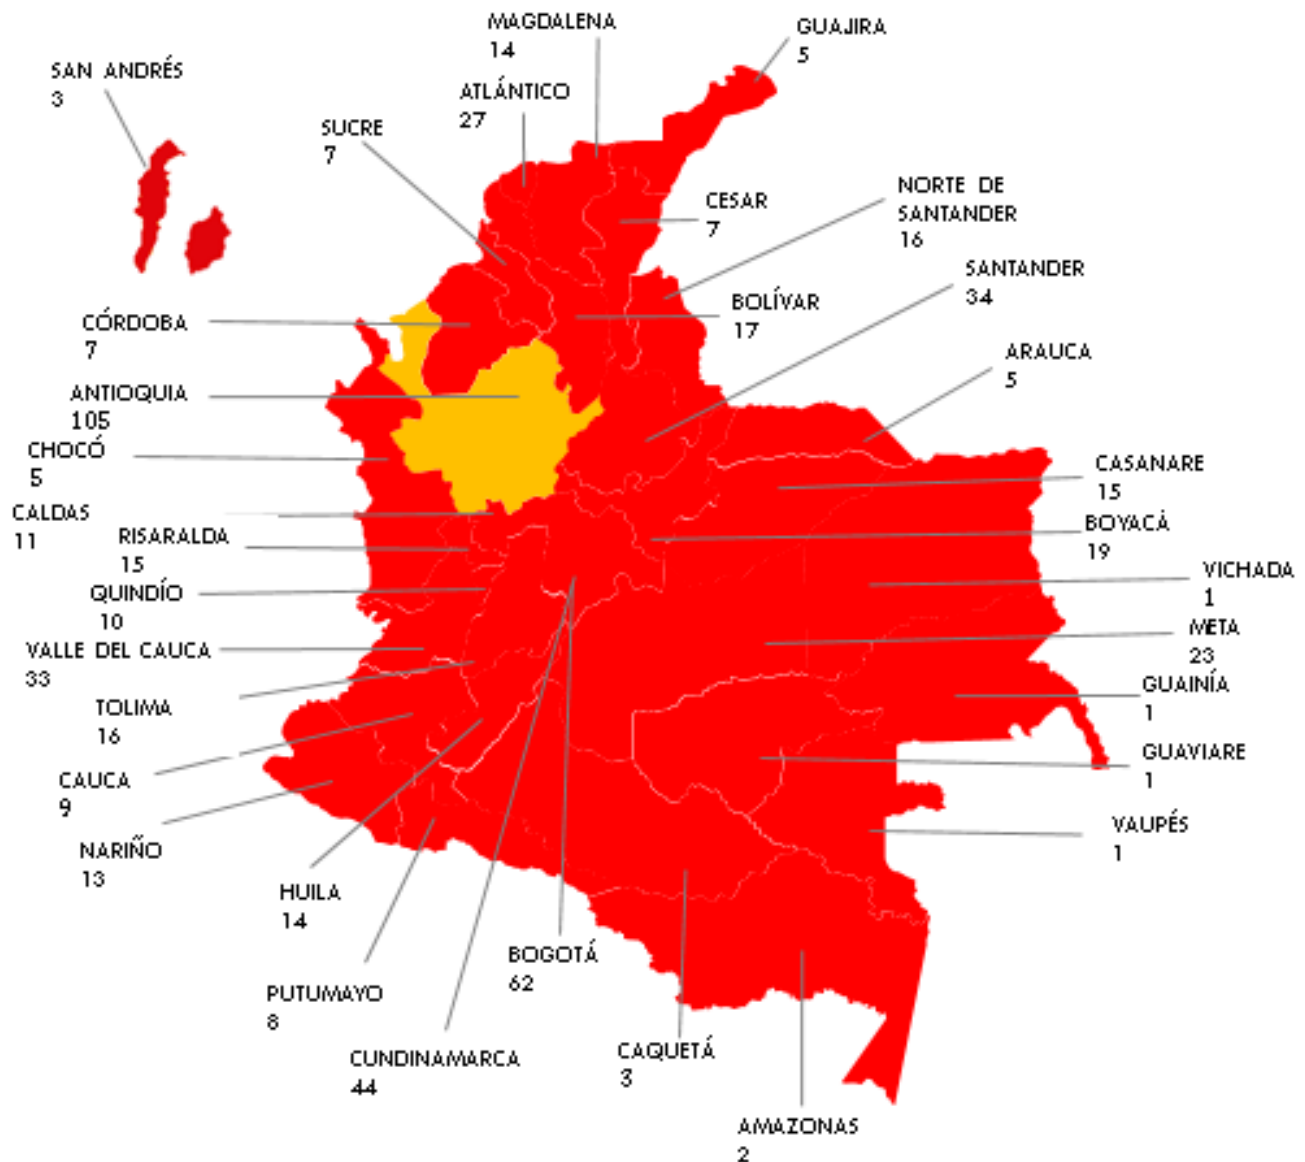 MAGDALENA
14
GUAJIRA
5
SAN ANDRÉS
3
ATLÁNTICO
27
SUCRE
7
NORTE DE
SANTANDER
16
CESAR
7
SANTANDER
34
BOLÍVAR
17
CÓRDOBA
7
ARAUCA
5
ANTIOQUIA
105
CHOCÓ
5
CASANARE
15
CALDAS
11
BOYACÁ
19
RISARALDA
15
VICHADA
1
QUINDÍO
10
META
23
VALLE DEL CAUCA
33
GUAINÍA
1
TOLIMA
16
GUAVIARE
1
CAUCA
9
VAUPÉS
1
NARIÑO
13
HUILA
14
BOGOTÁ
62
PUTUMAYO
8
CUNDINAMARCA
44
CAQUETÁ
3
AMAZONAS
2